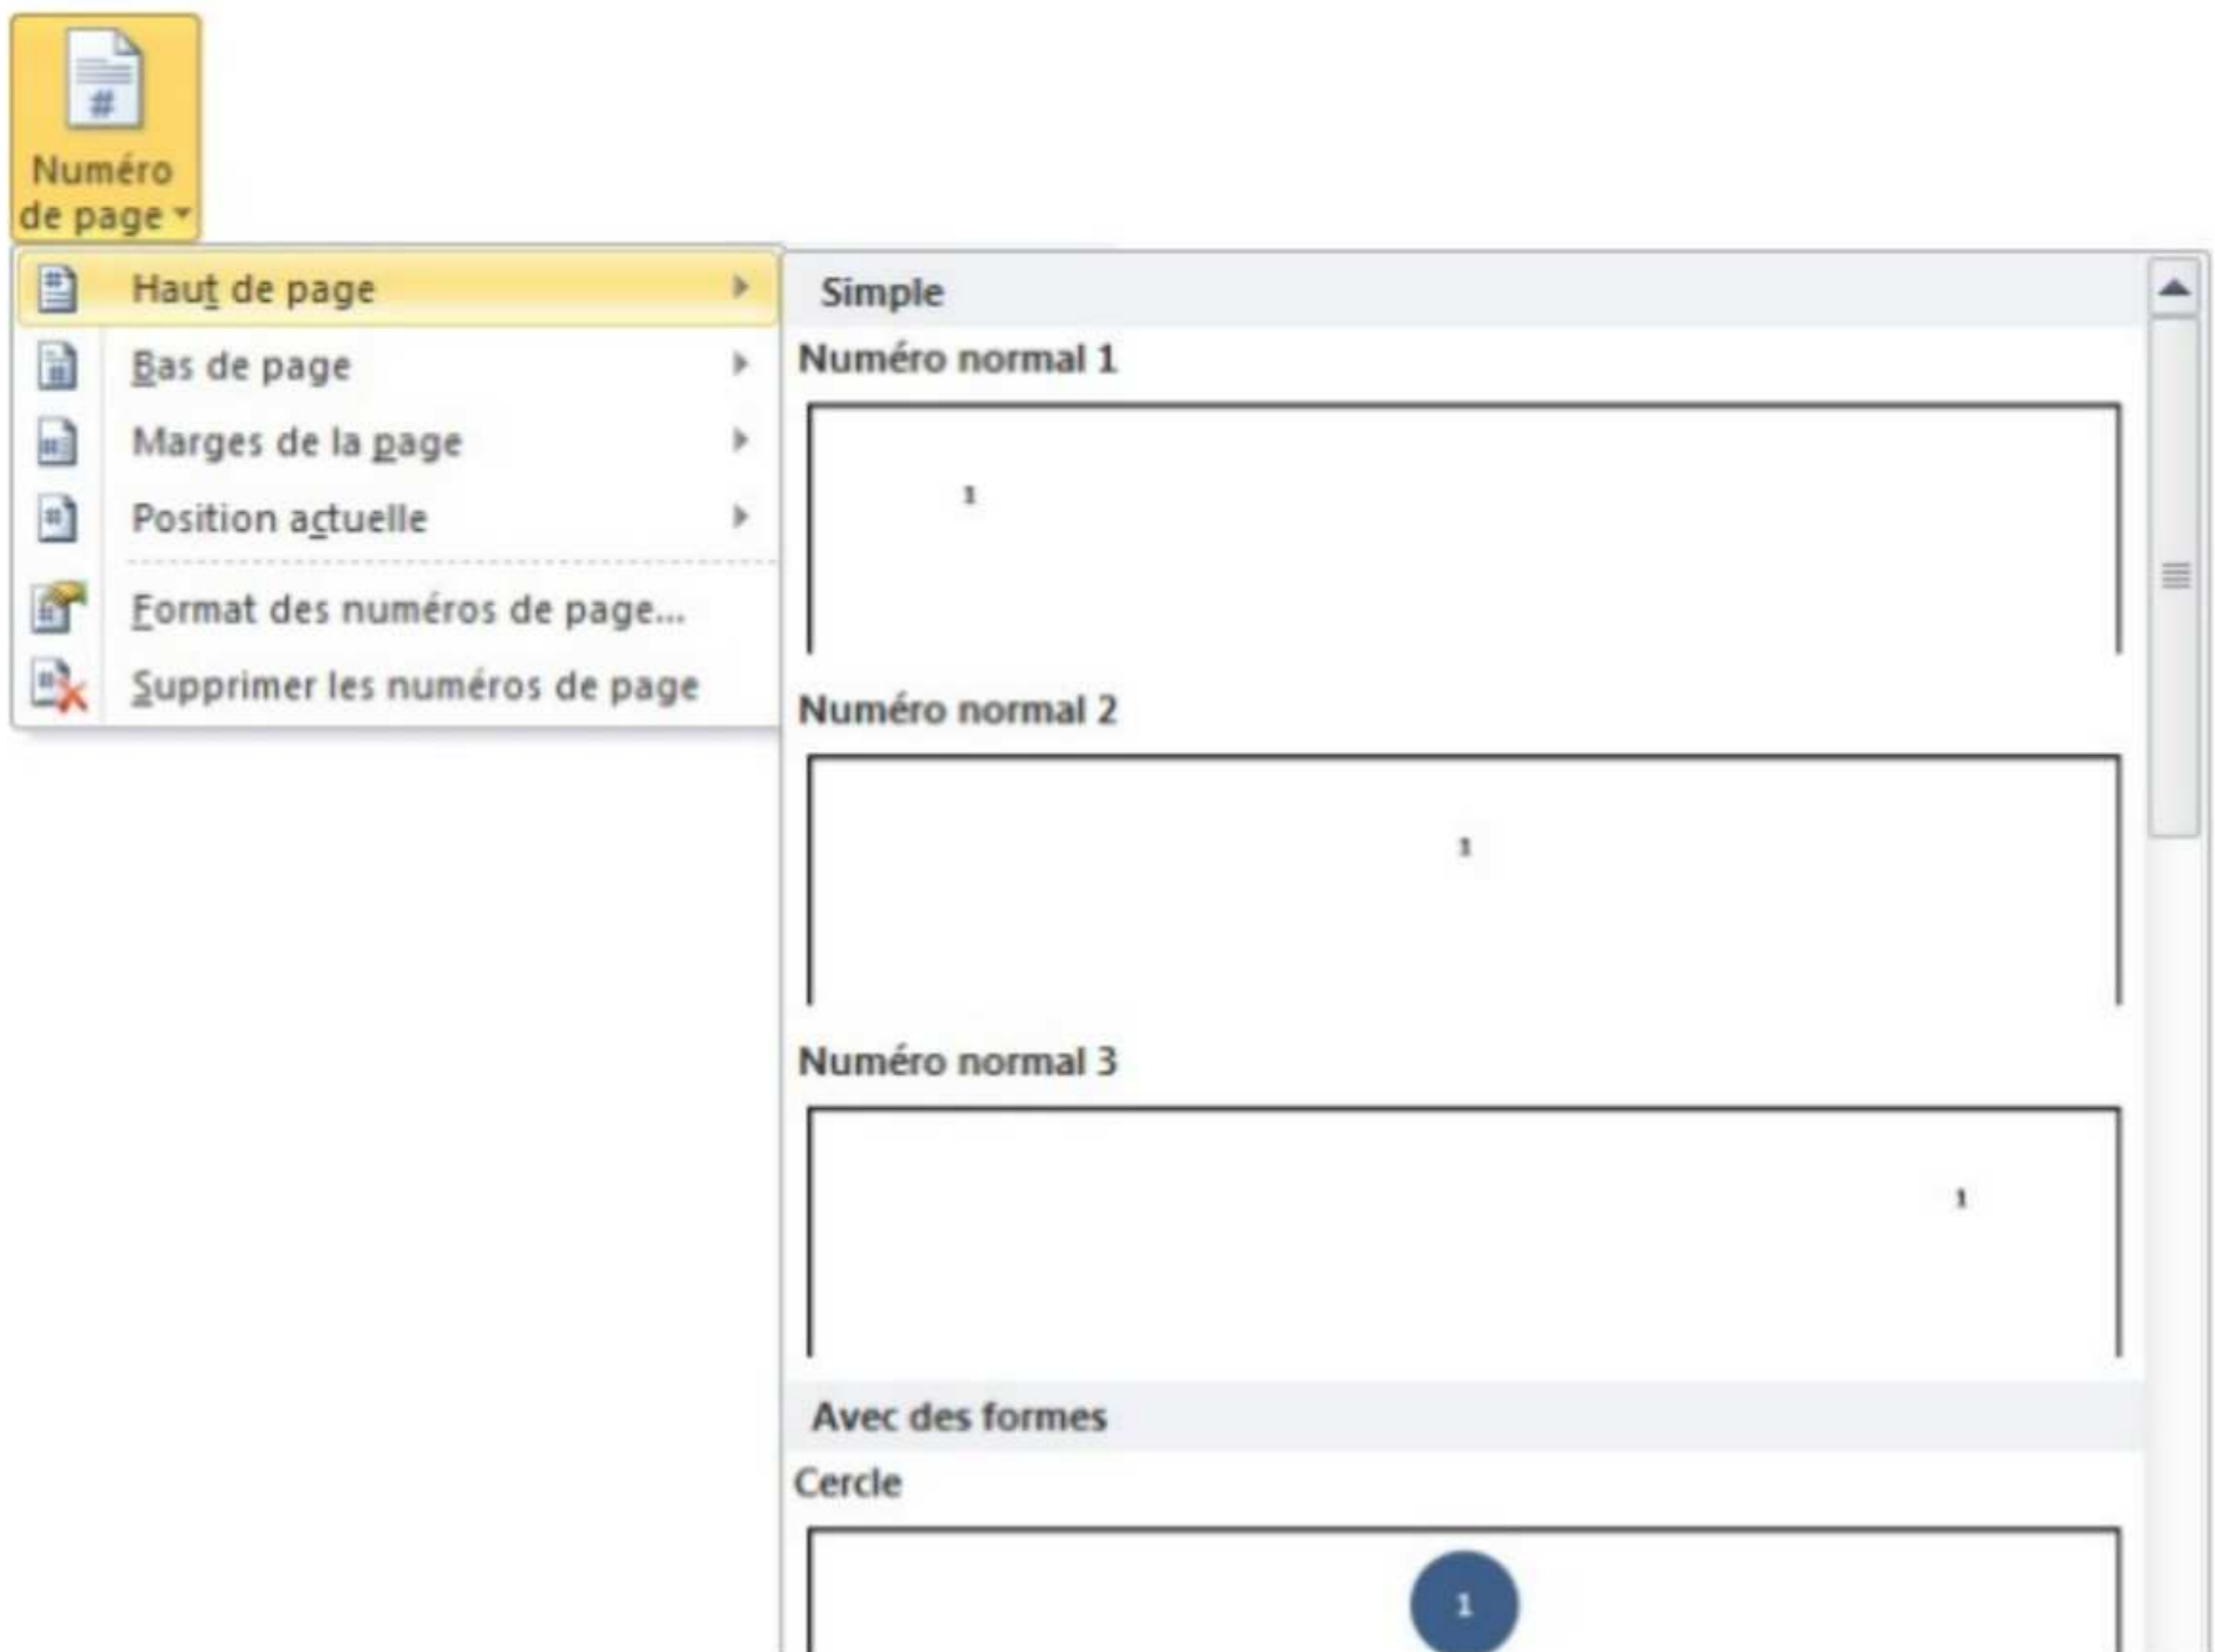 #
Numéro
de page
Haut de page
Bas de page
Marges de la page
Position actuelle
Format des numéros de page...
Supprimer les numéros de page
Simple
Numéro normal 1
1
Numéro normal 2
1
Numéro normal 3
1
Avec des formes
Cercle
1